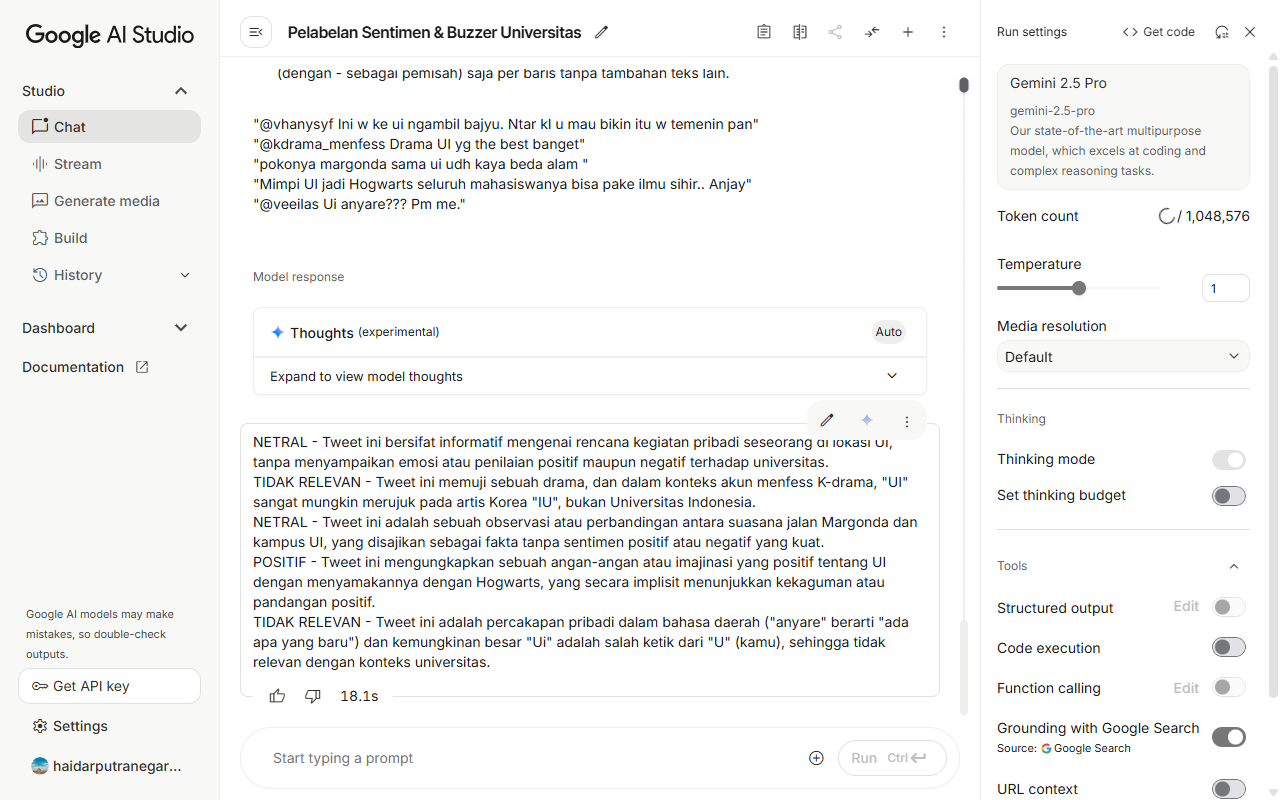 Google AI Studio
Studio
Chat
Stream
Generate media
Build
History
Dashboard
Documentation
Google AI models may make
mistakes, so double-check
outputs.
Get API key
Settings
haidarputranegar...
Pelabelan Sentimen & Buzzer Universitas
(dengan - sebagai pemisah) saja per baris tanpa tambahan teks lain.
"@vhanysyf Ini w ke ui ngambil bajyu. Ntar kl u mau bikin itu w temenin pan"
"@kdrama_menfess Drama UI yg the best banget"
"pokonya margonda sama ui udh kaya beda alam "
"Mimpi UI jadi Hogwarts seluruh mahasiswanya bisa pake ilmu sihir.. Anjay"
"@veeilas Ui anyare??? Pm me."
Model response
Thoughts (experimental)
Auto
Expand to view model thoughts
NETRAL - Tweet ini bersifat informatif mengenai rencana kegiatan pribadi seseorang di lokasi UI,
tanpa menyampaikan emosi atau penilaian positif maupun negatif terhadap universitas.
TIDAK RELEVAN - Tweet ini memuji sebuah drama, dan dalam konteks akun menfess K-drama, "UI"
sangat mungkin merujuk pada artis Korea "IU", bukan Universitas Indonesia.
NETRAL - Tweet ini adalah sebuah observasi atau perbandingan antara suasana jalan Margonda dan
kampus UI, yang disajikan sebagai fakta tanpa sentimen positif atau negatif yang kuat.
POSITIF - Tweet ini mengungkapkan sebuah angan-angan atau imajinasi yang positif tentang UI
dengan menyamakannya dengan Hogwarts, yang secara implisit menunjukkan kekaguman atau
pandangan positif.
TIDAK RELEVAN - Tweet ini adalah percakapan pribadi dalam bahasa daerah ("anyare" berarti "ada
apa yang baru") dan kemungkinan besar "Ui" adalah salah ketik dari "U" (kamu), sehingga tidak
relevan dengan konteks universitas.
18.1s
Start typing a prompt
Run Ctrl
Run settings
Get code
Gemini 2.5 Pro
gemini-2.5-pro
Our state-of-the-art multipurpose
model, which excels at coding and
complex reasoning tasks.
Token count
/ 1,048,576
Temperature
1
Media resolution
Default
Thinking
Thinking mode
Set thinking budget
Tools
Structured output
Edit
Code execution
Function calling
Edit
Grounding with Google Search
Source: Google Search
URL context